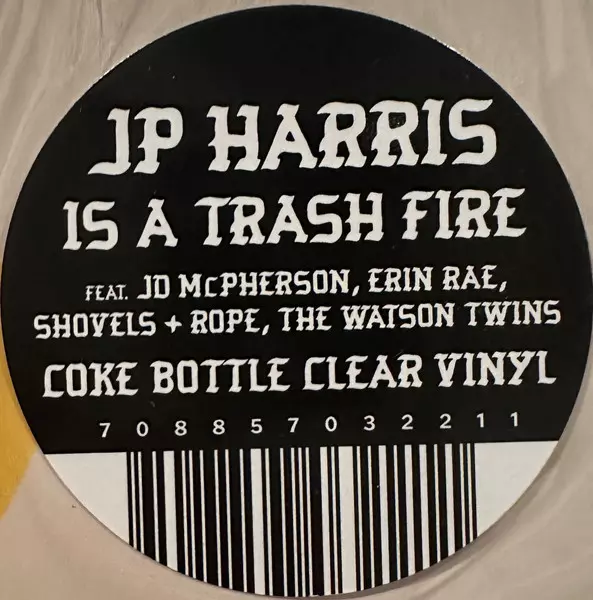 JP HARRIS
IS A TRASH FIRE
FEAT. JD McPHERSON, ERIN RAE,
SHOVELS + ROPE, THE WATSON TWINS
COKE BOTTLE CLEAR VINYL
7 0 8 8 5 7 0 3 2 2 1 1